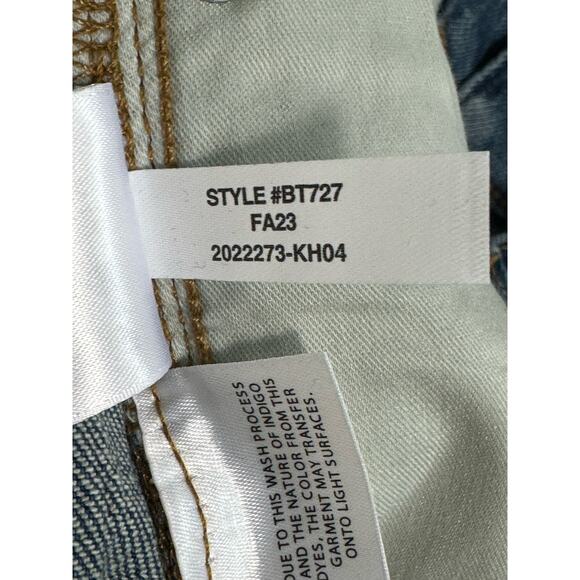 STYLE #BT727
FA23
2022273-KH04
DUE TO THIS WASH PROCESS
AND THE NATURE OF INDIGO
DYES, THE COLOR FROM THIS
GARMENT MAY TRANSFER
ONTO LIGHT SURFACES.